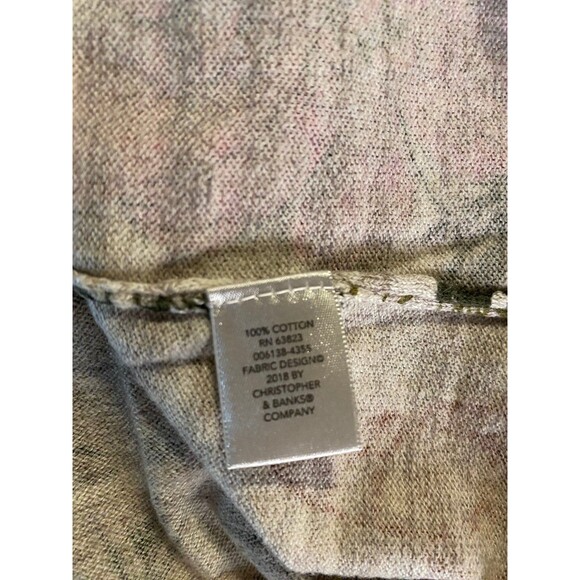 100% COTTON
RN 63823
006138-4355
FABRIC DESIGN©
2018 BY
CHRISTOPHER
& BANKS®
COMPANY